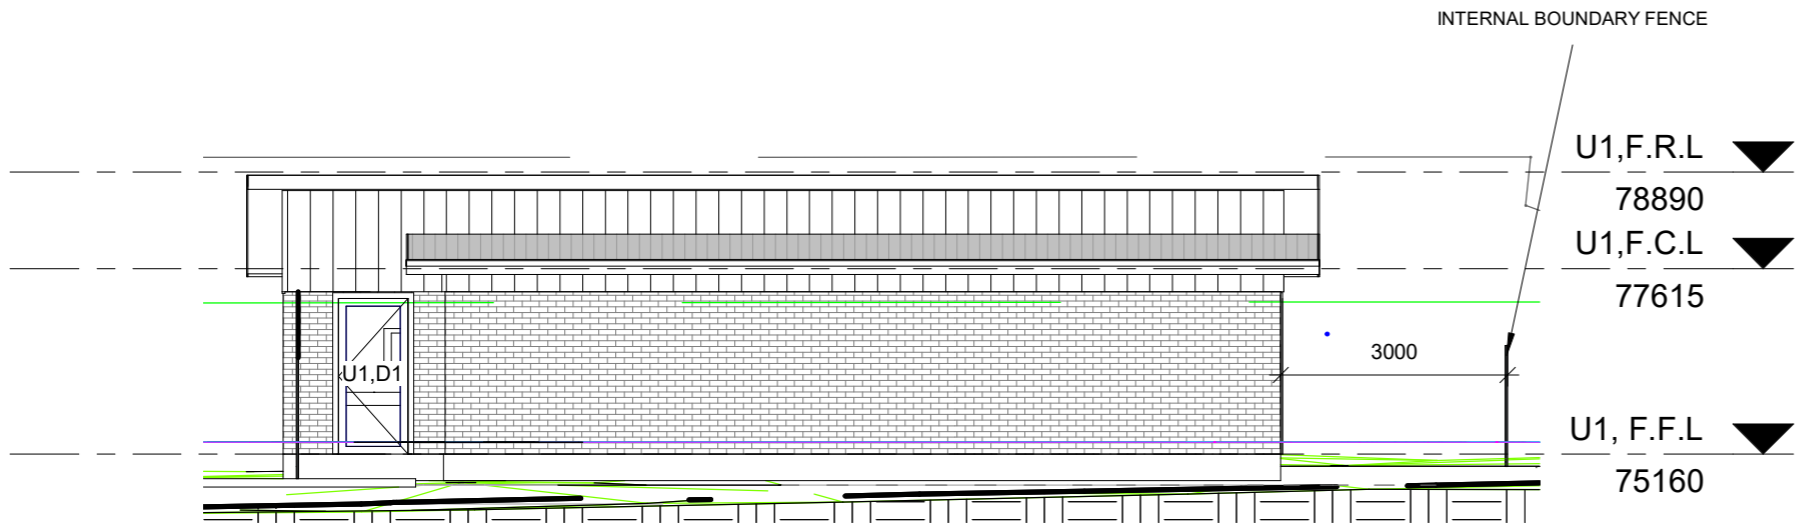 INTERNAL BOUNDARY FENCE
U1,F.R.L
78890
U1,F.C.L
77615
3000
U1,D1
U1, F.F.L
75160